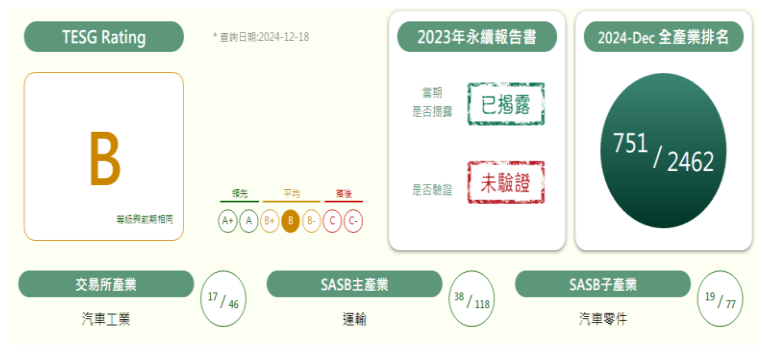 TESG Rating
* 查詢日期:2024-12-18
2023年永續報告書
2024-Dec 全產業排名
B
等級與前期相同
領先
平均
落後
A+
A
B+
B
B-
C
C-
當期
是否揭露
已揭露
是否驗證
未驗證
751 / 2462
交易所產業
汽車工業
17 / 46
SASB主產業
運輸
38 / 118
SASB子產業
汽車零件
19 / 77